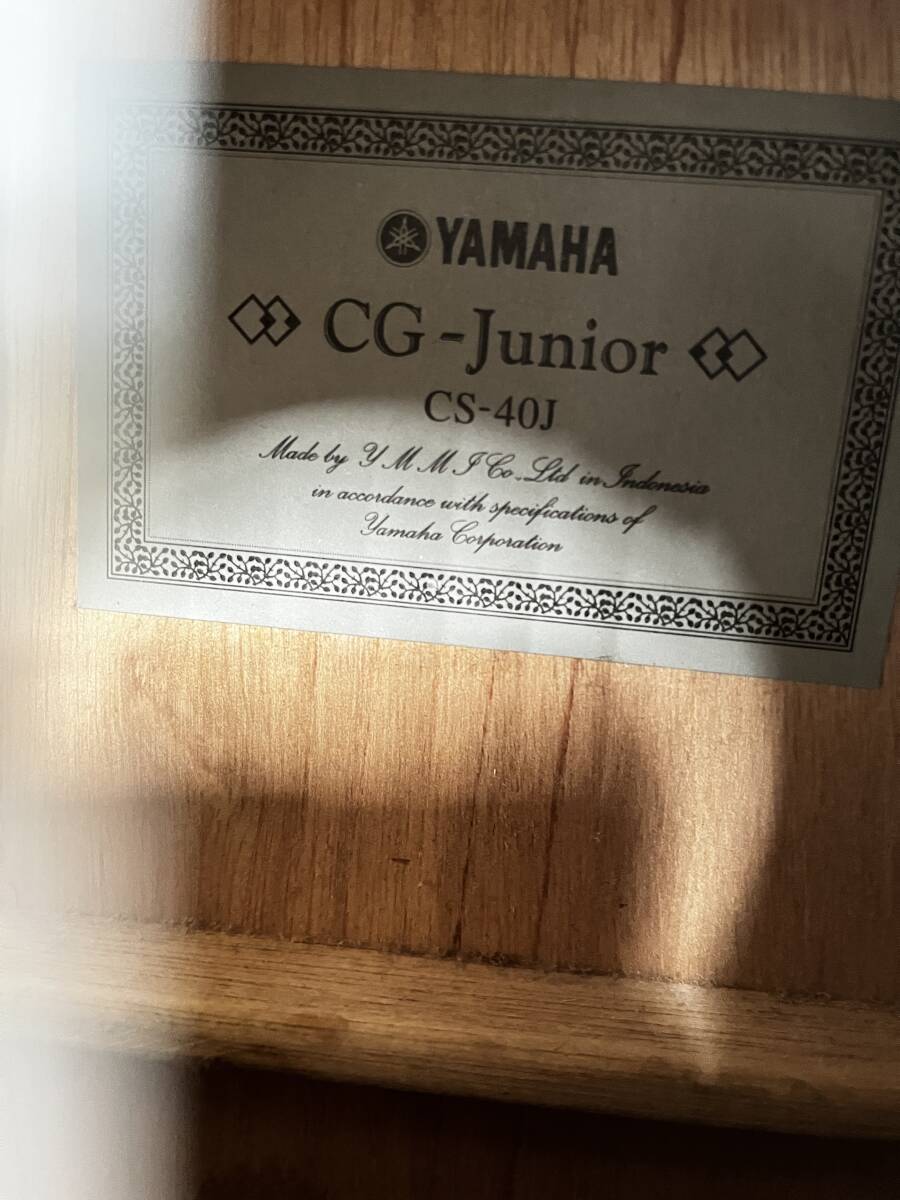 YAMAHA
CG-Junior
CS-40J
Made by Y M M I Co., Ltd in Indonesia
in accordance with specifications of
Yamaha Corporation